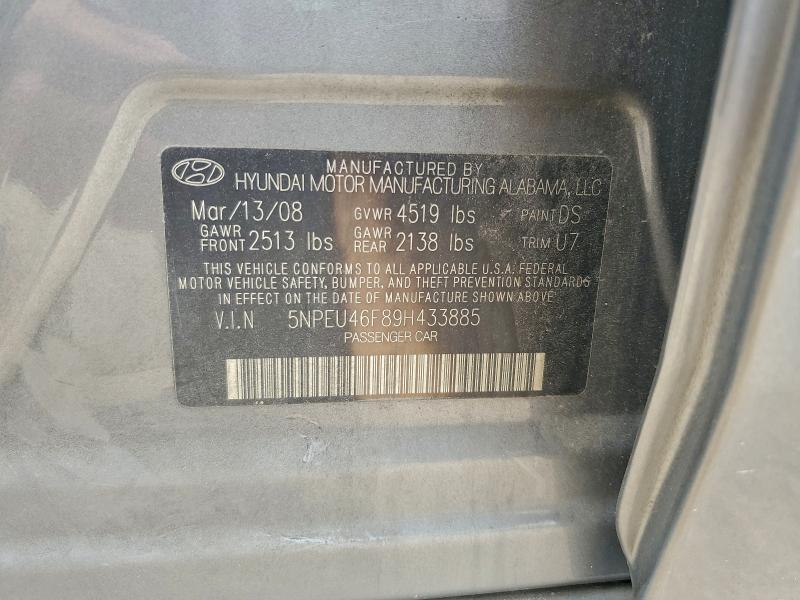 MANUFACTURED BY
HYUNDAI MOTOR MANUFACTURING ALABAMA, LLC
Mar/13/08 GVWR 4519 lbs PAINT DS
GAWR FRONT 2513 lbs GAWR REAR 2138 lbs TRIM U7
THIS VEHICLE CONFORMS TO ALL APPLICABLE U.S.A. FEDERAL
MOTOR VEHICLE SAFETY, BUMPER, AND THEFT PREVENTION STANDARDS
IN EFFECT ON THE DATE OF MANUFACTURE SHOWN ABOVE
V.I.N 5NPEU46F89H433885
PASSENGER CAR